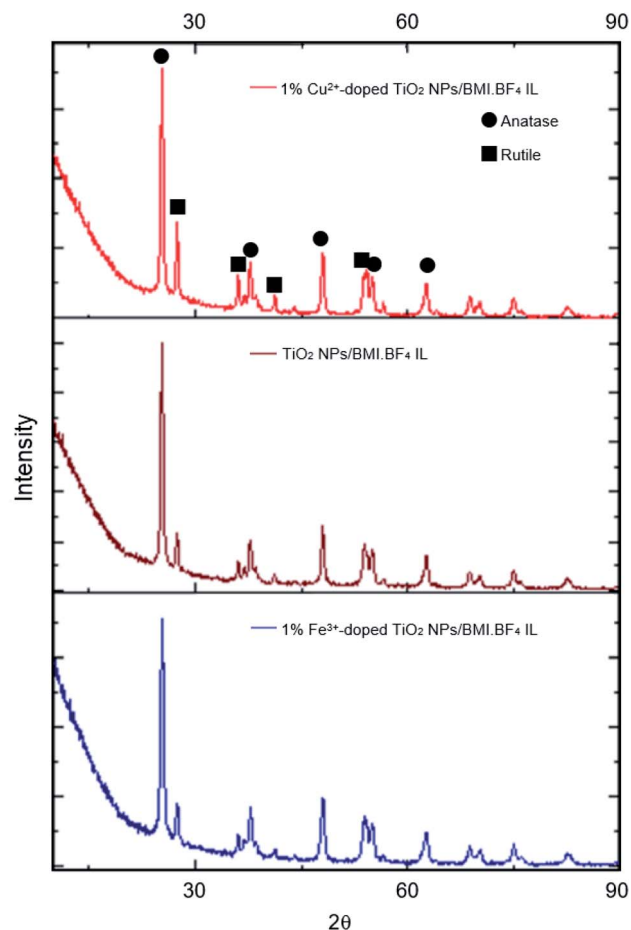 30 60 90
1% Cu²⁺-doped TiO₂ NPs/BMI.BF₄ IL
Anatase
Rutile
TiO₂ NPs/BMI.BF₄ IL
Intensity
1% Fe³⁺-doped TiO₂ NPs/BMI.BF₄ IL
30 60 90
2θ